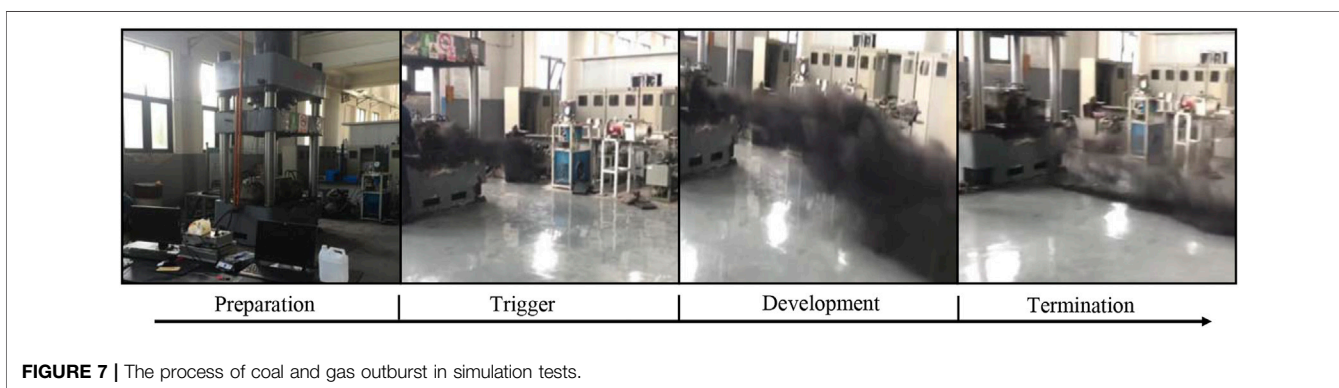 Preparation
Trigger
Development
Termination
FIGURE 7 | The process of coal and gas outburst in simulation tests.